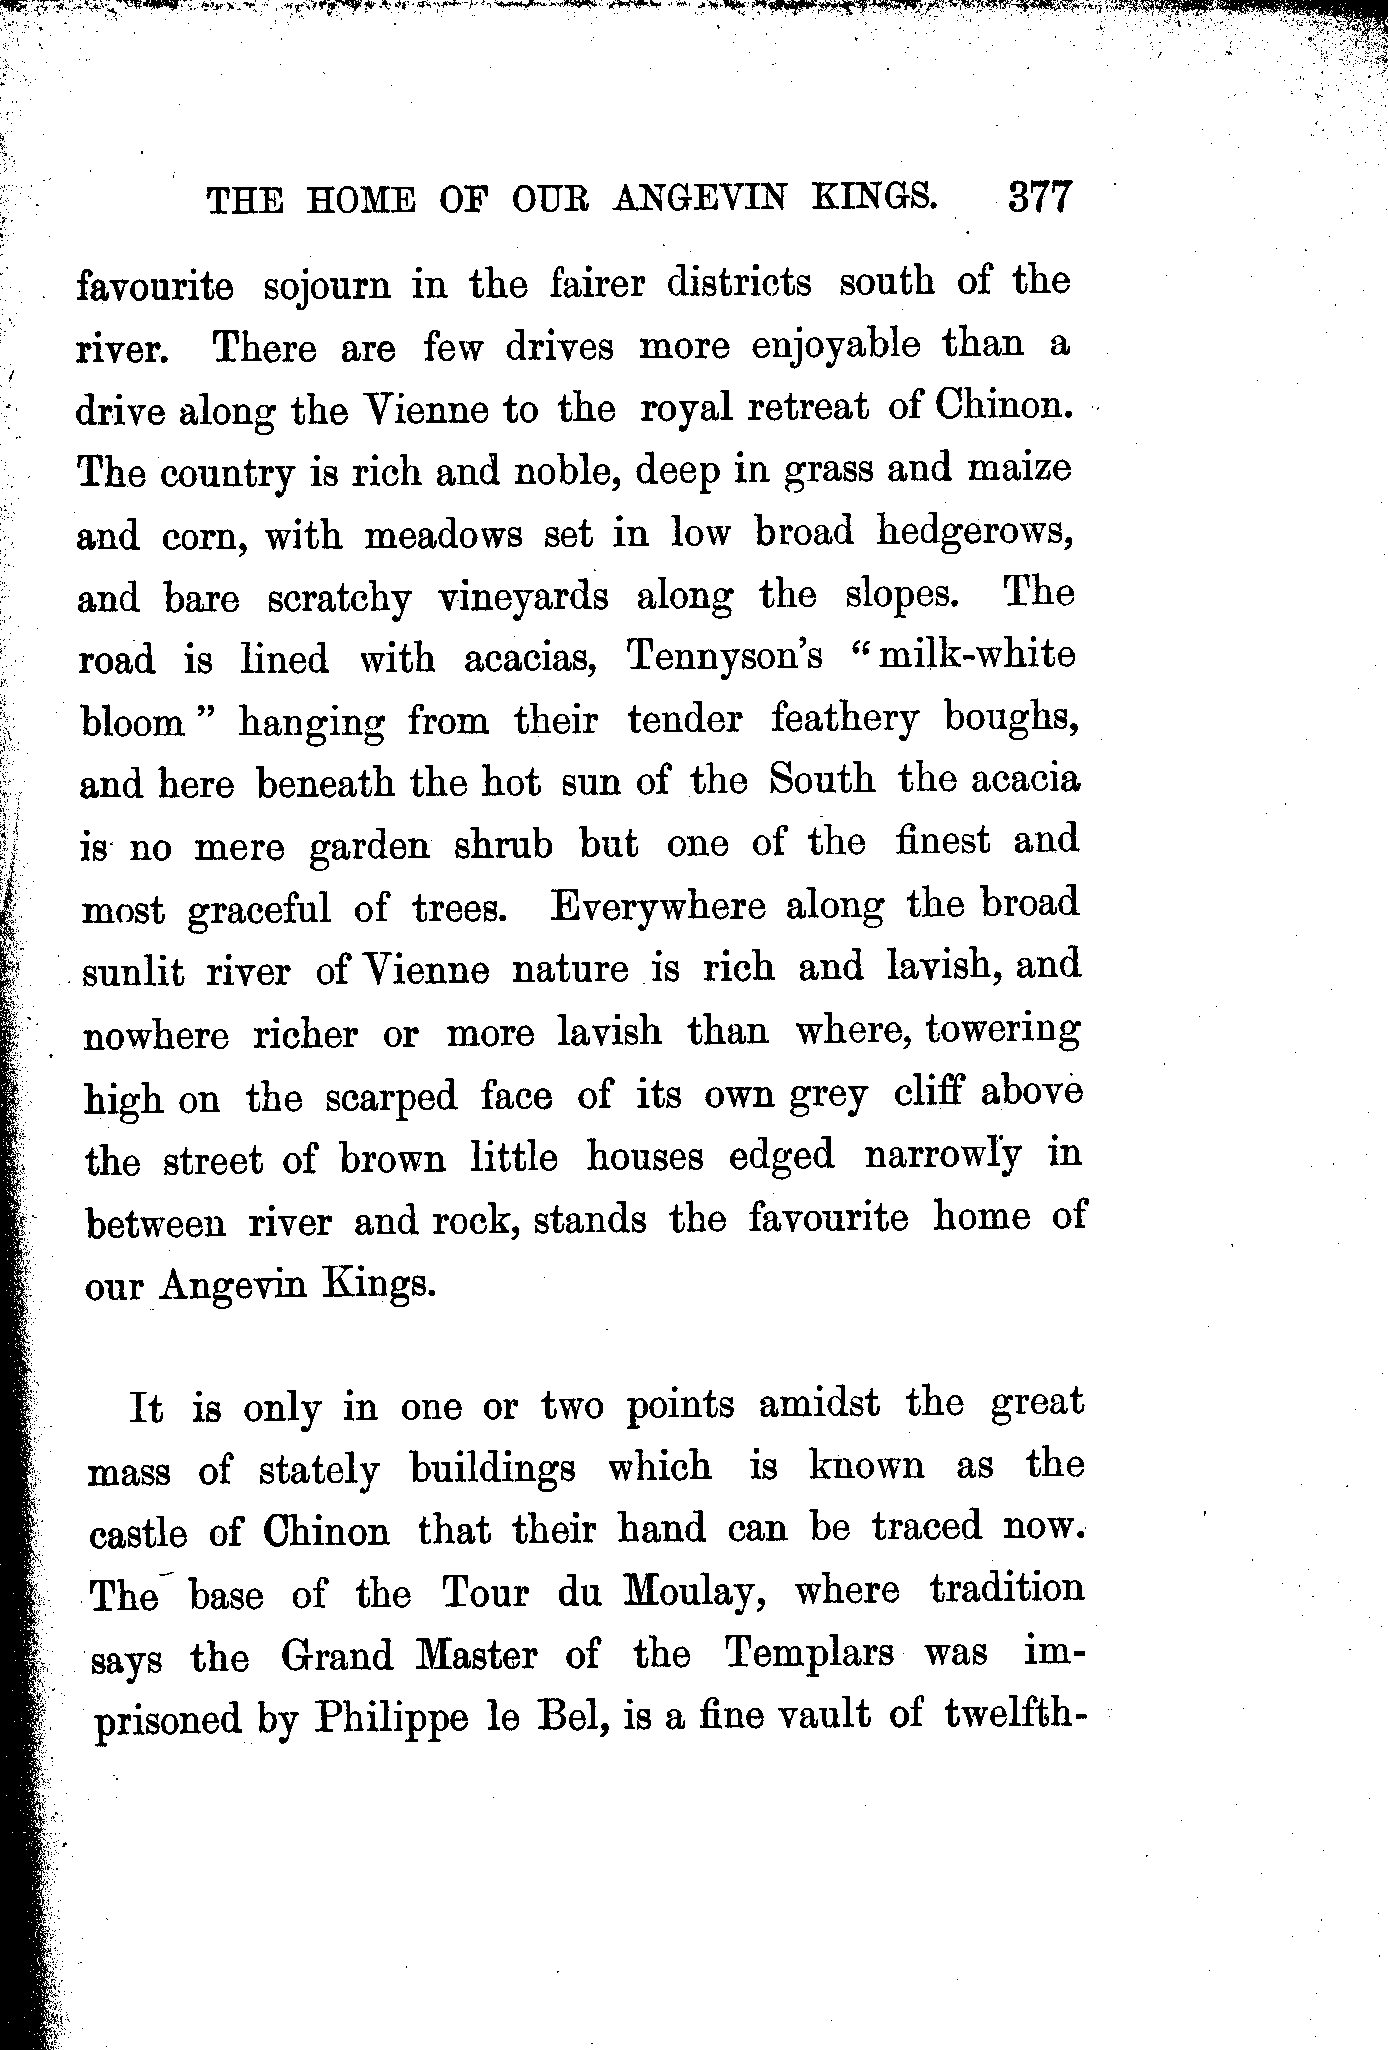 THE HOME OF OUR ANGEVIN KINGS. 377
favourite sojourn in the fairer districts south of the
river. There are few drives more enjoyable than a
drive along the Vienne to the royal retreat of Chinon.
The country is rich and noble, deep in grass and maize
and corn, with meadows set in low broad hedgerows,
and bare scratchy vineyards along the slopes. The
road is lined with acacias, Tennyson's "milk-white
bloom" hanging from their tender feathery boughs,
and here beneath the hot sun of the South the acacia
is no mere garden shrub but one of the finest and
most graceful of trees. Everywhere along the broad
sunlit river of Vienne nature is rich and lavish, and
nowhere richer or more lavish than where, towering
high on the scarped face of its own grey cliff above
the street of brown little houses edged narrowly in
between river and rock, stands the favourite home of
our Angevin Kings.
It is only in one or two points amidst the great
mass of stately buildings which is known as the
castle of Chinon that their hand can be traced now.
The base of the Tour du Moulay, where tradition
says the Grand Master of the Templars was im-
prisoned by Philippe le Bel, is a fine vault of twelfth-